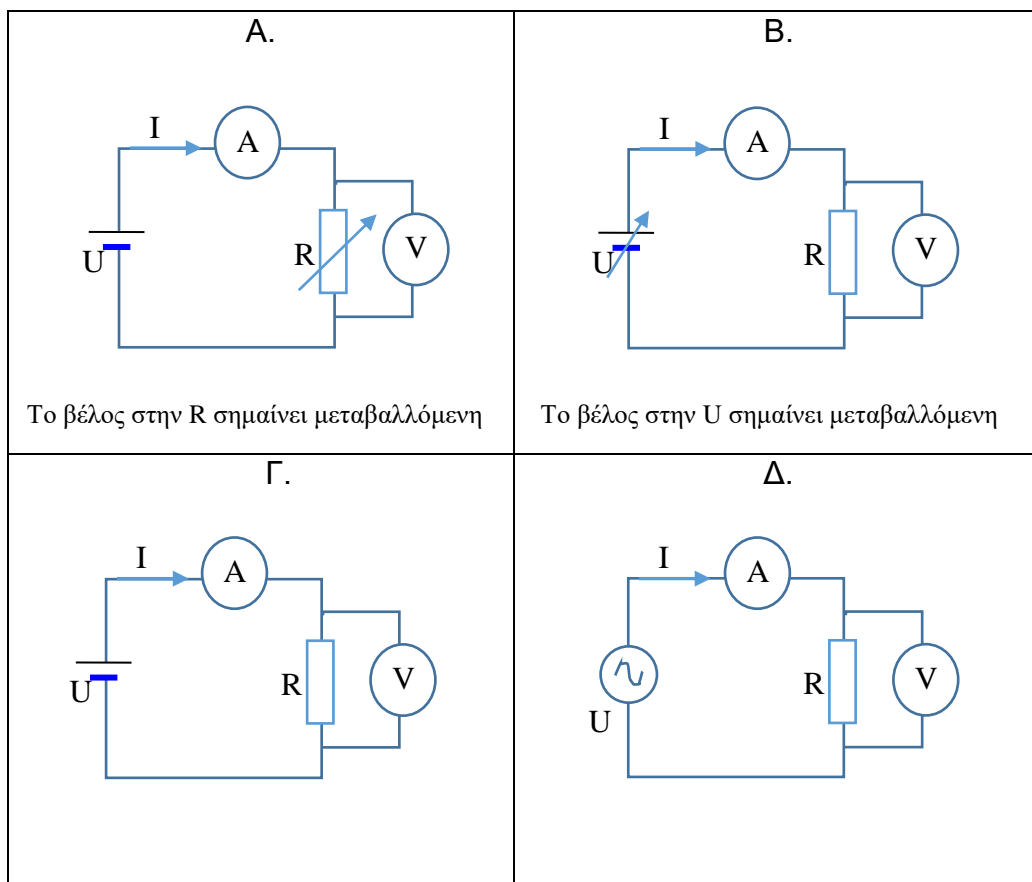 Α.
I
A
U
R
V
Το βέλος στην R σημαίνει μεταβαλλόμενη
Β.
I
A
U
R
V
Το βέλος στην U σημαίνει μεταβαλλόμενη
Γ.
I
A
U
R
V
Δ.
I
A
U
R
V